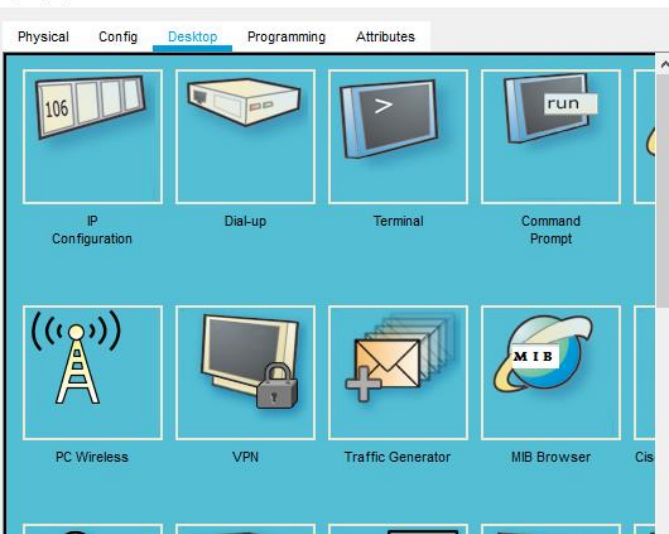 Physical Config Desktop Programming Attributes
106
>
run
IP
Configuration
Dial-up
Terminal
Command
Prompt
MIB
PC Wireless
VPN
Traffic Generator
MIB Browser
Cis